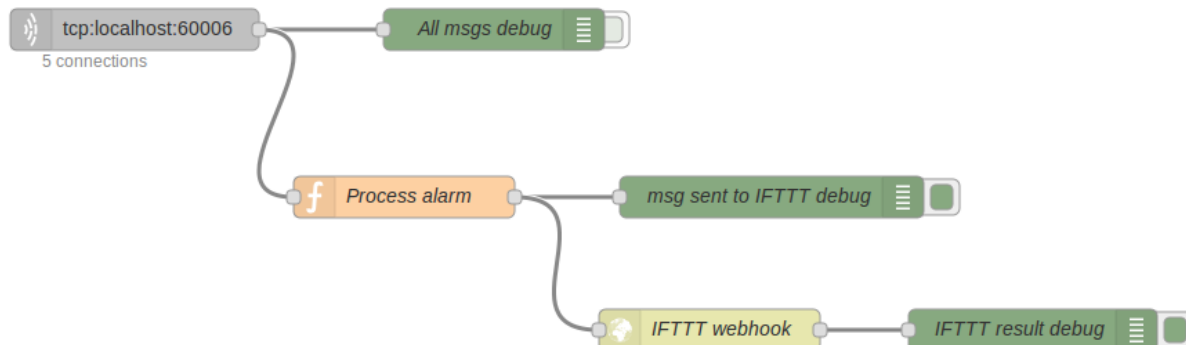 tcp:localhost:60006
All msgs debug
5 connections
Process alarm
msg sent to IFTTT debug
IFTTT webhook
IFTTT result debug